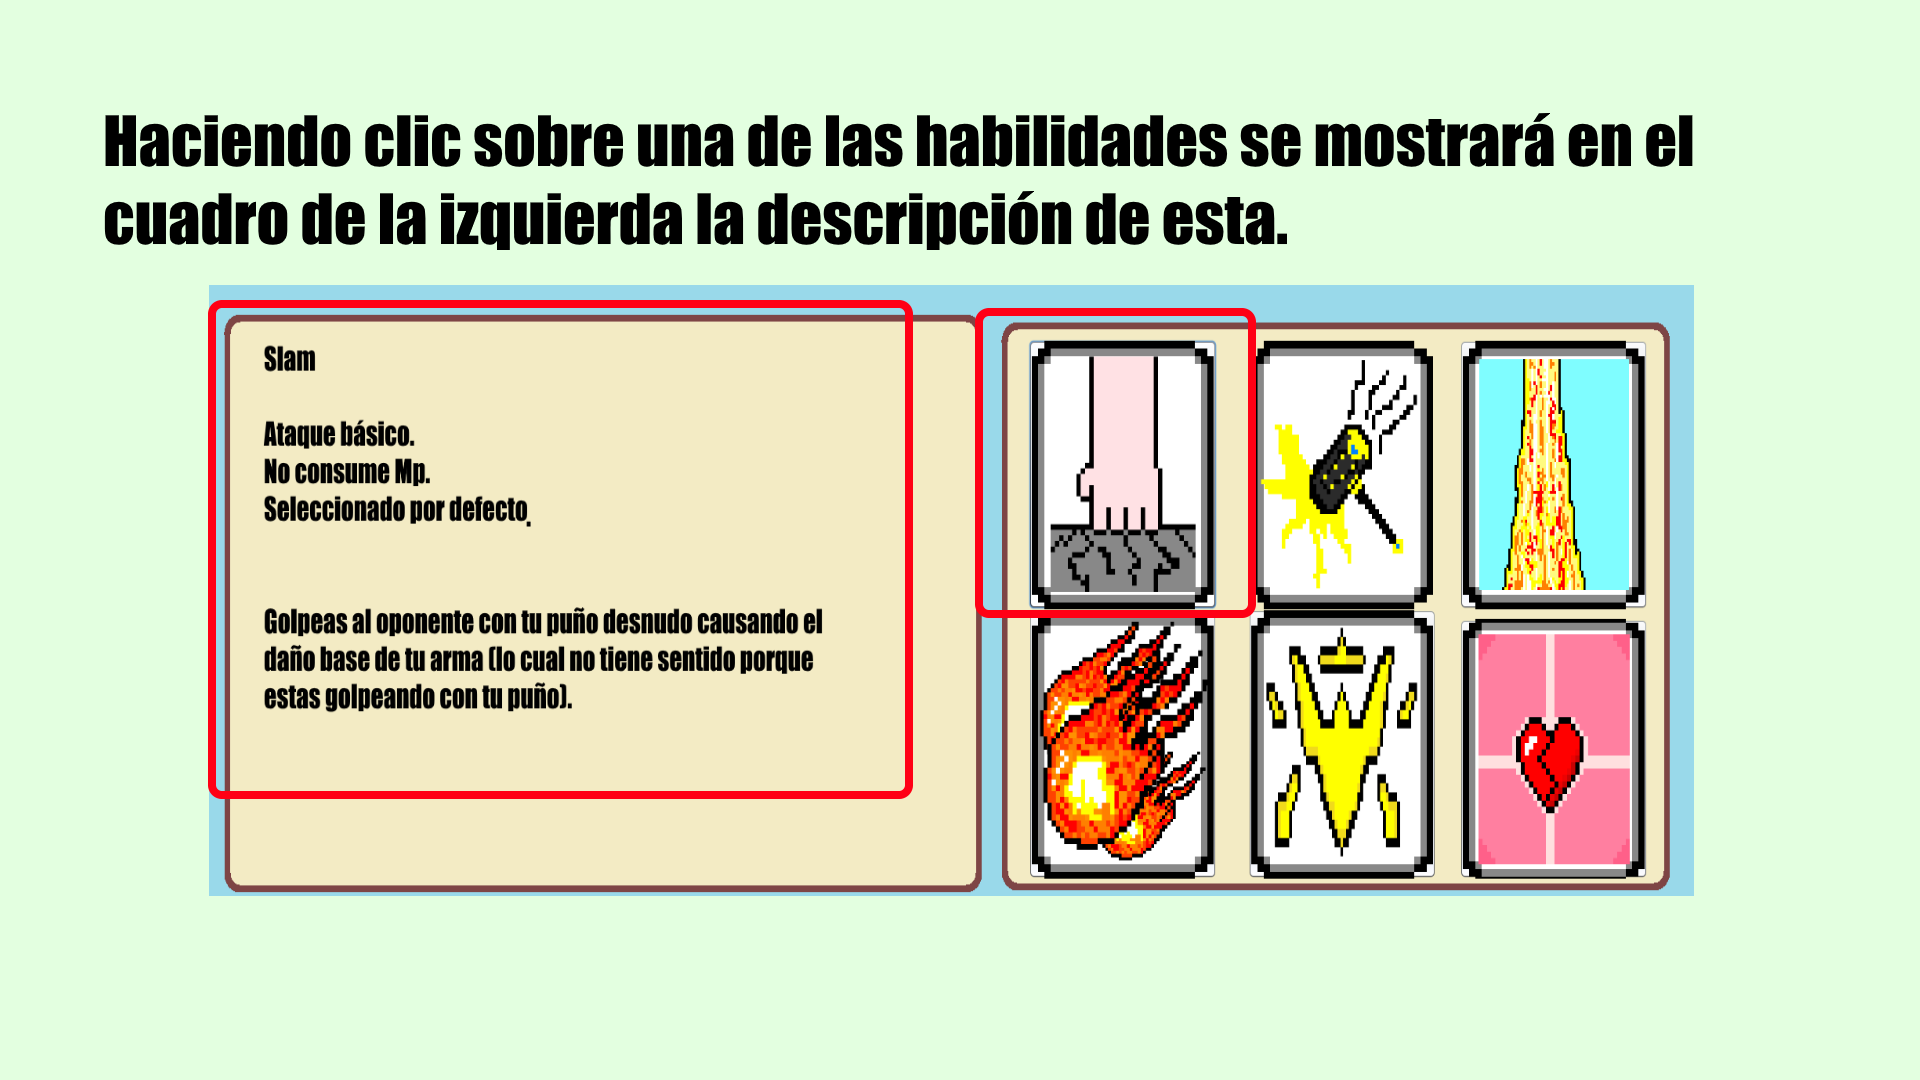 Haciendo clic sobre una de las habilidades se mostrará en el
cuadro de la izquierda la descripción de esta.
Slam
Ataque básico.
No consume Mp.
Seleccionado por defecto.
Golpeas al oponente con tu puño desnudo causando el
daño base de tu arma (lo cual no tiene sentido porque
estas golpeando con tu puño).